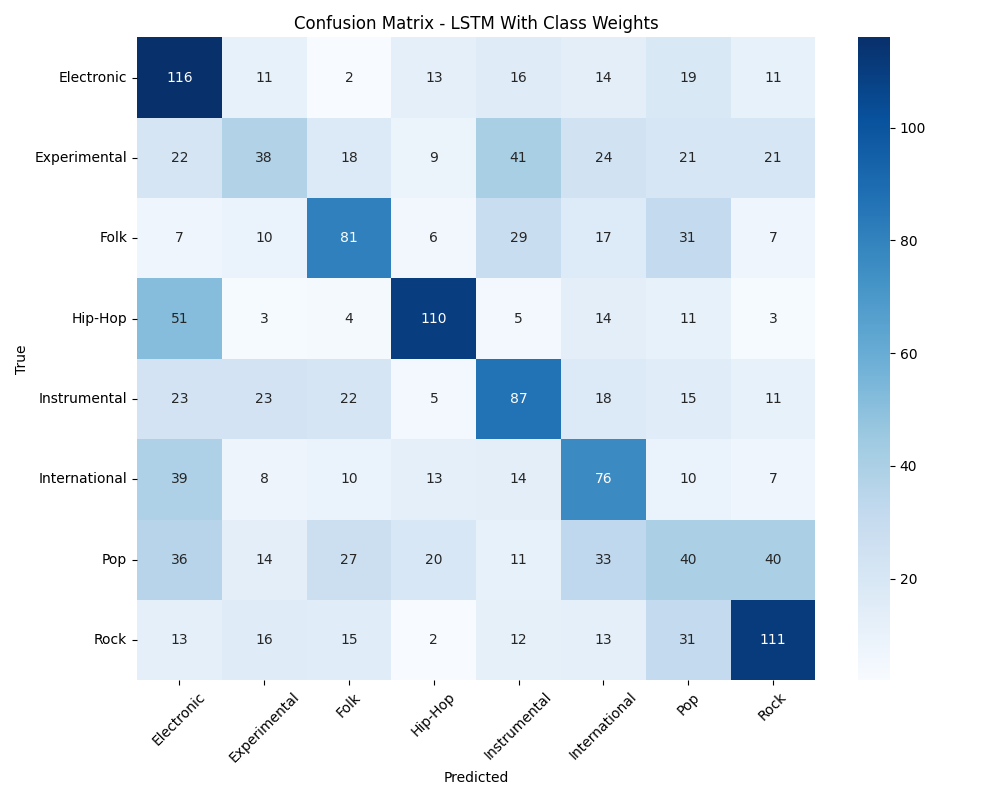 Confusion Matrix - LSTM With Class Weights
True
Electronic 116 11 2 13 16 14 19 11
Experimental 22 38 18 9 41 24 21 21
Folk 7 10 81 6 29 17 31 7
Hip-Hop 51 3 4 110 5 14 11 3
Instrumental 23 23 22 5 87 18 15 11
International 39 8 10 13 14 76 10 7
Pop 36 14 27 20 11 33 40 40
Rock 13 16 15 2 12 13 31 111
Electronic Experimental Folk Hip-Hop Instrumental International Pop Rock
Predicted
100
80
60
40
20